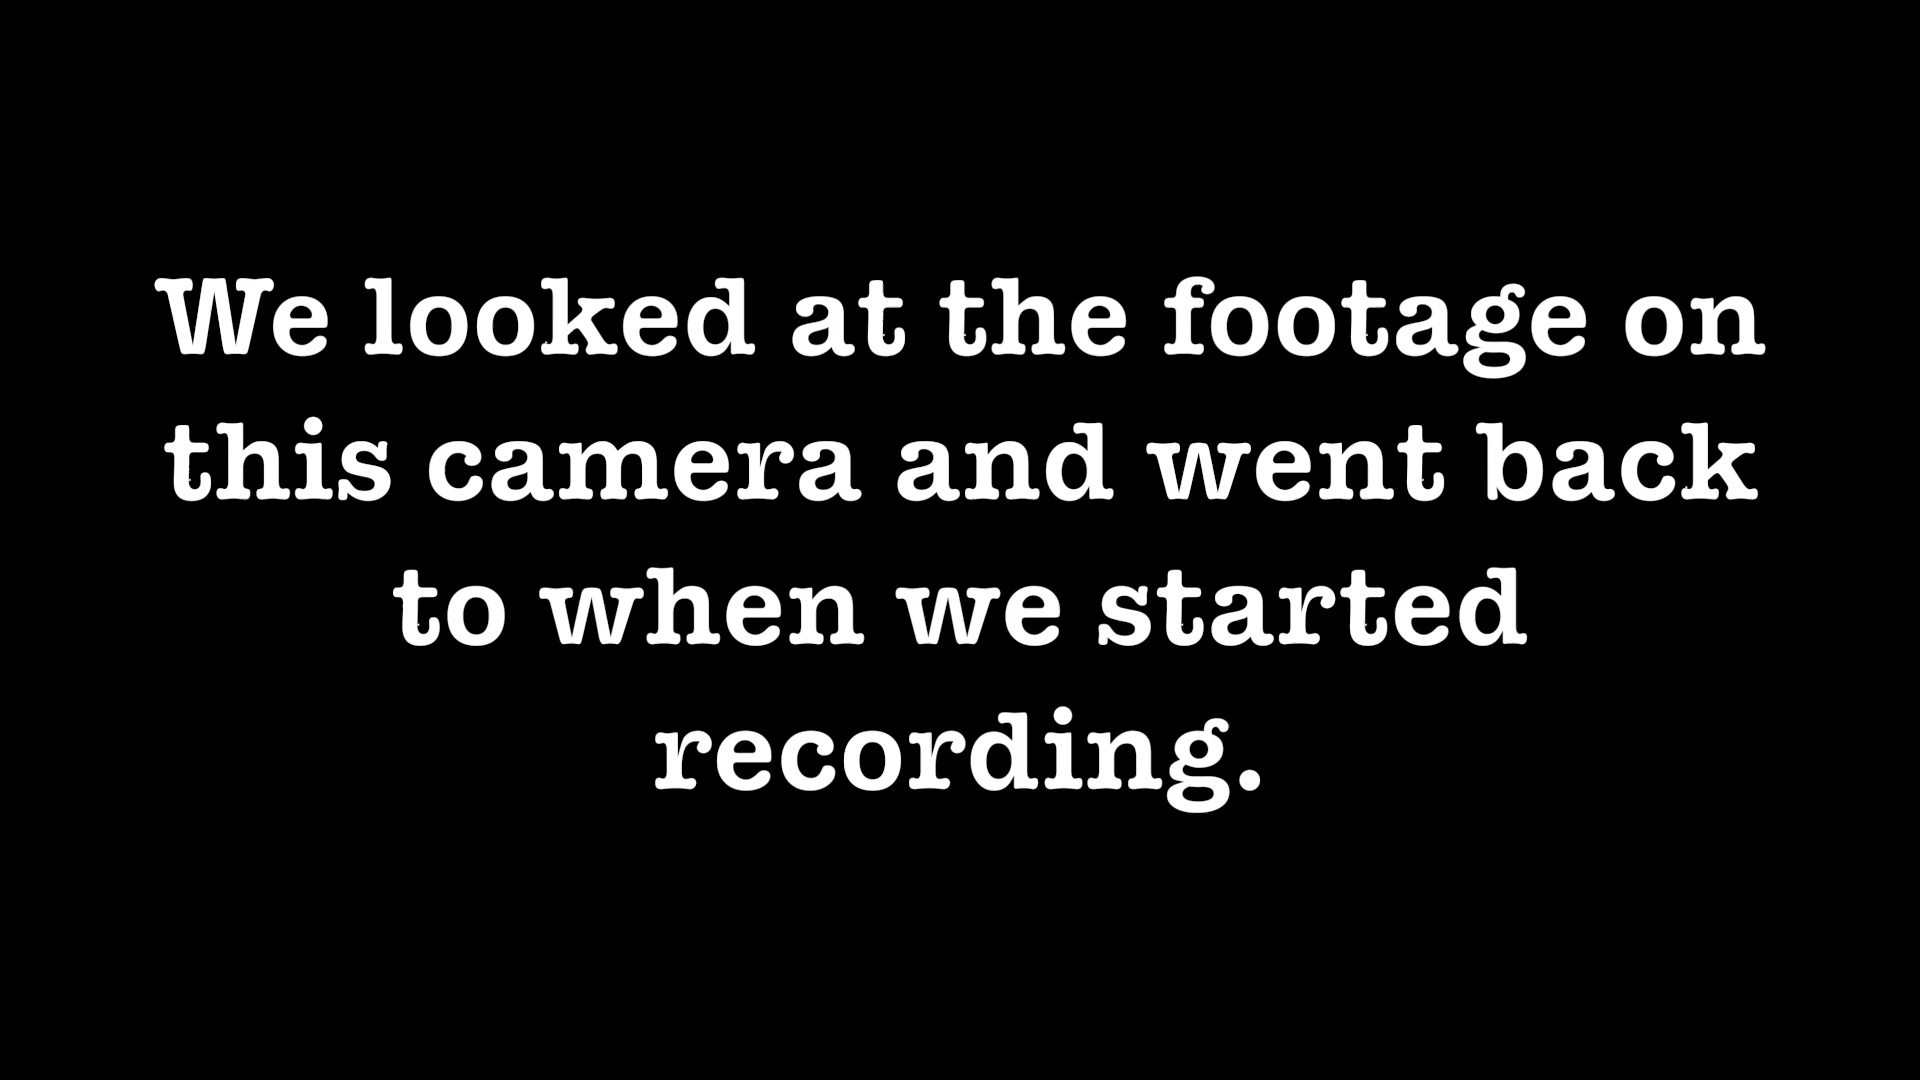 We looked at the footage on
this camera and went back
to when we started
recording.